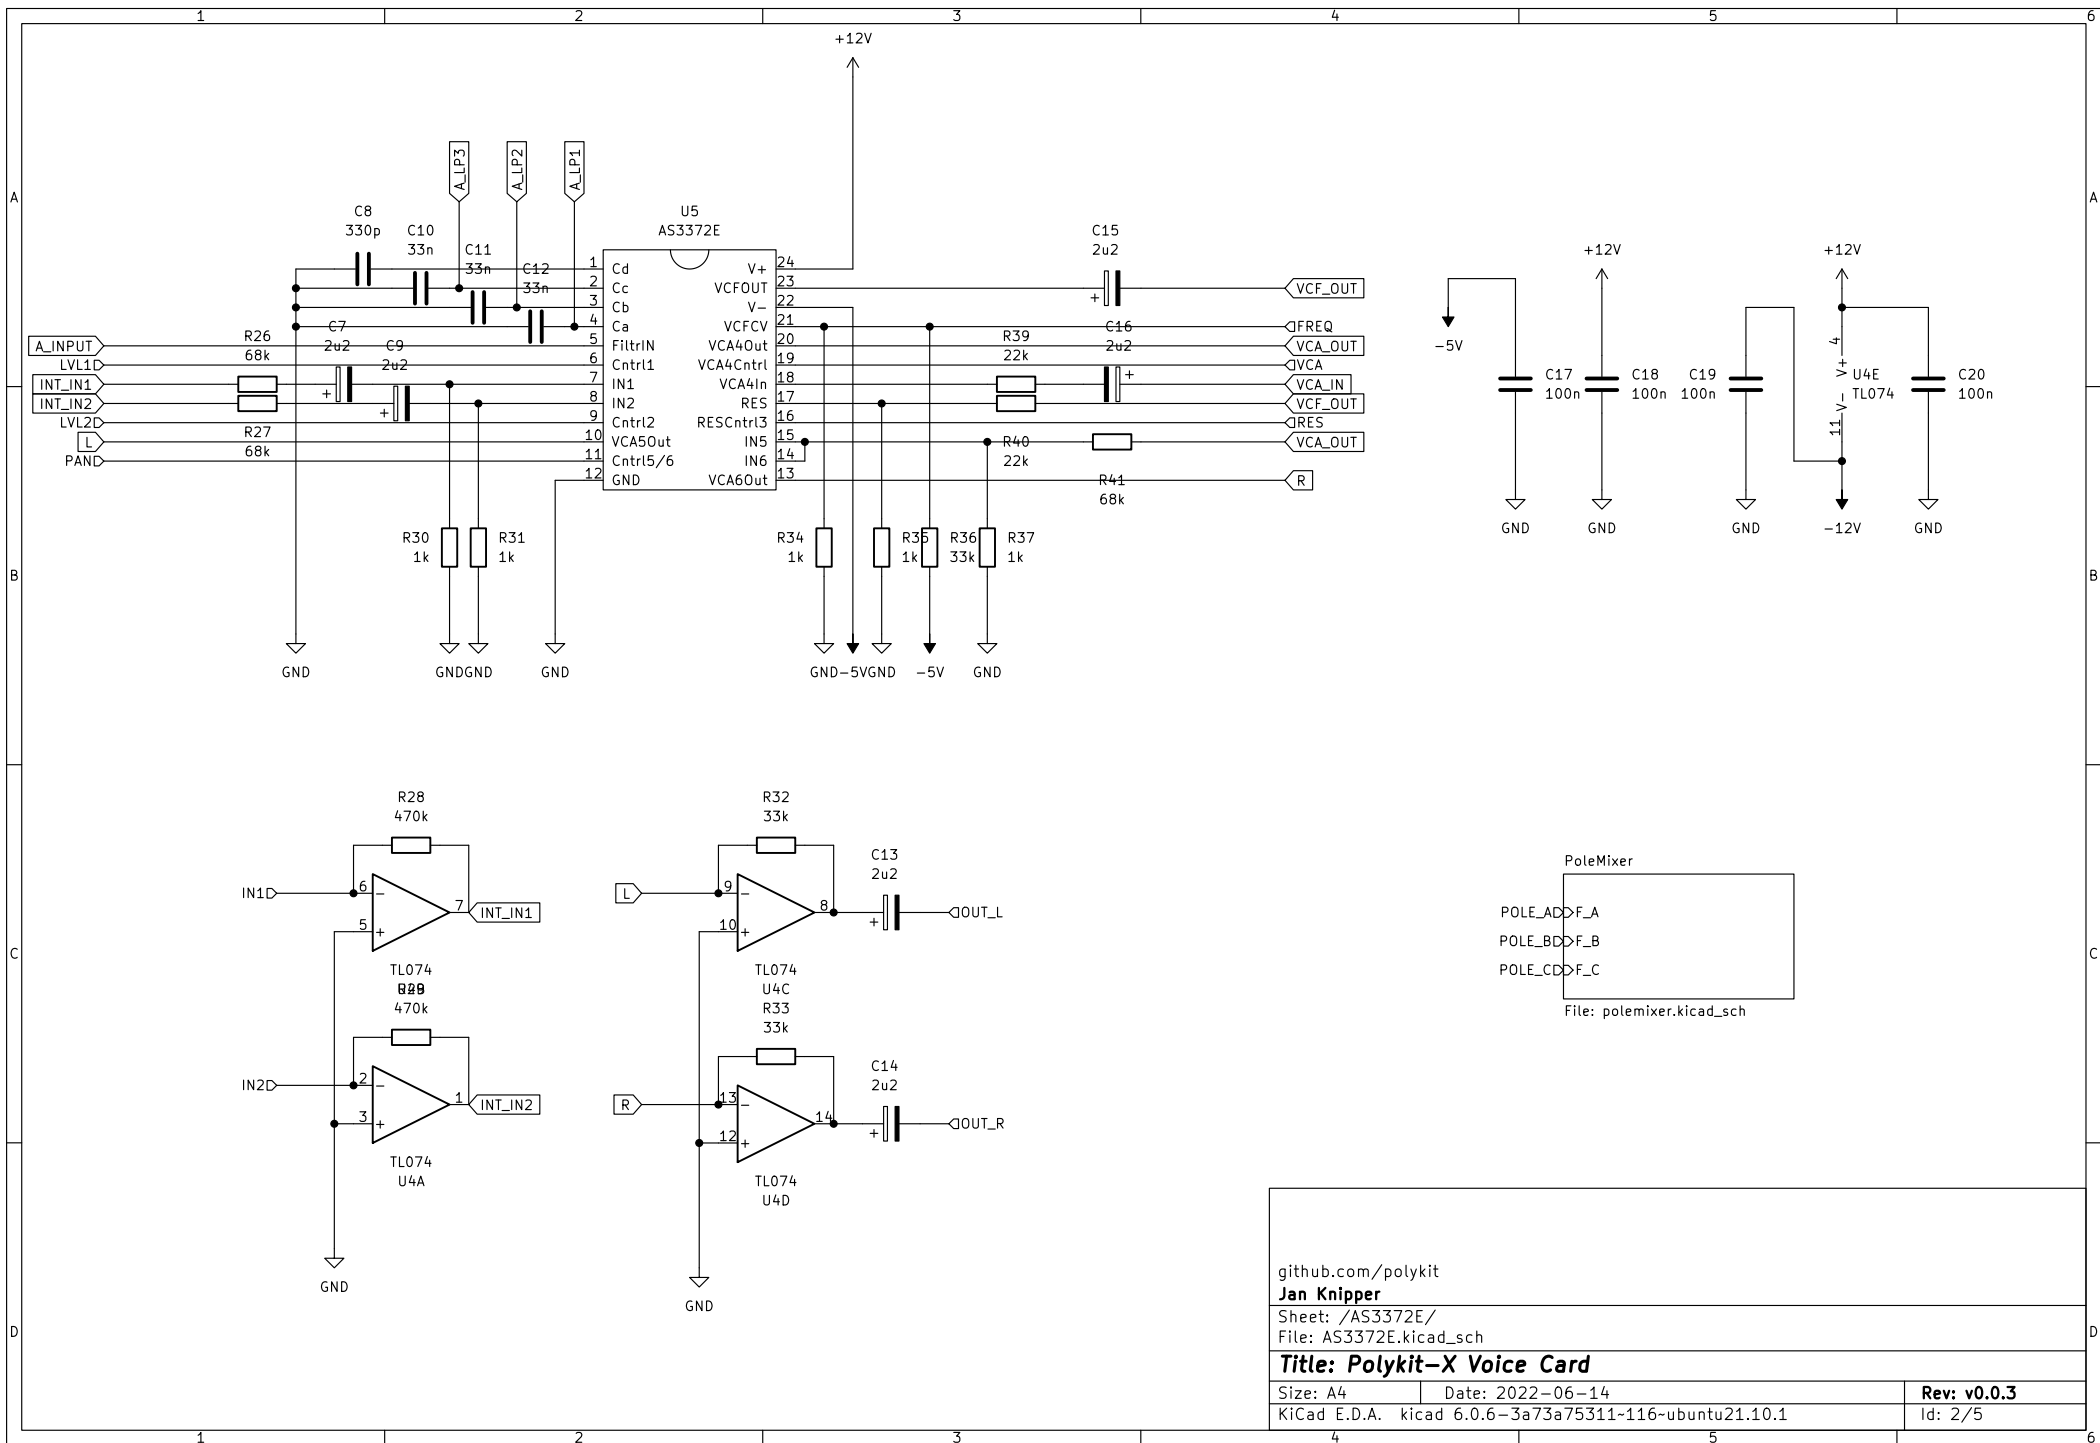 1 2 3 4 5 6
+12V
A_LP3
A_LP2
A_LP1
A
A
C8
330p
C10
33n
C11
33n
C12
33n
U5
AS3372E
C15
2u2
+12V
+12V
1 Cd V+ 24
2 Cc VCFOUT 23 + VCF_OUT
3 Cb V- 22
4 Ca VCFCV 21 FREQ
A_INPUT 5 FiltrIN VCA4Out 20 VCA_OUT
LVL1 6 Cntrl1 VCA4Cntrl 19 VCA
INT_IN1 + 7 IN1 VCA4In 18 + VCA_IN
INT_IN2 + 8 IN2 RES 17 VCF_OUT
LVL2 9 Cntrl2 RESCntrl3 16 RES
L 10 VCA5Out IN5 15 VCA_OUT
PAN 11 Cntrl5/6 IN6 14
12 GND VCA6Out 13 R
R26
68k
C7
2u2
C9
2u2
R39
22k
C16
2u2
R27
68k
R40
22k
R41
68k
-5V
C17
100n
C18
100n
C19
100n
4 V+
11 V-
U4E
TL074
C20
100n
GND GND GND -12V GND
R30
1k
R31
1k
R34
1k
R35
1k
R36
33k
R37
1k
B
B
GND GND GND GND GND -5V GND -5V GND
R28
470k
R32
33k
C13
2u2
IN1 6 - 7 INT_IN1
5 +
L 9 - 8 + OUT_L
10 +
PoleMixer
POLE_A F_A
POLE_B F_B
POLE_C F_C
File: polemixer.kicad_sch
C
C
TL074
470k
TL074
U4C
R33
33k
C14
2u2
IN2 2 - 1 INT_IN2
3 +
R 13 - 14 + OUT_R
12 +
TL074
U4A
TL074
U4D
GND
GND
D
D
github.com/polykit
Jan Knipper
Sheet: /AS3372E/
File: AS3372E.kicad_sch
Title: Polykit-X Voice Card
Size: A4 Date: 2022-06-14 Rev: v0.0.3
KiCad E.D.A. kicad 6.0.6-3a73a75311~116~ubuntu21.10.1 Id: 2/5
1 2 3 4 5 6